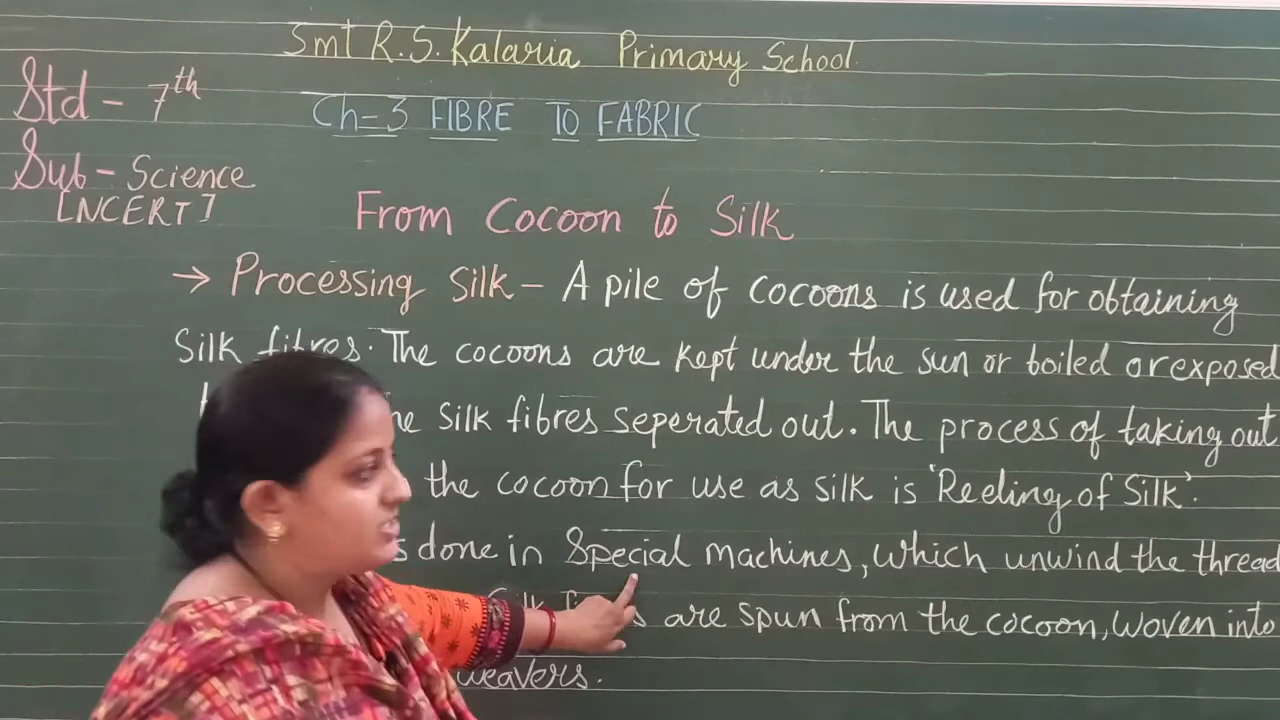 Smt R.S. Kalaria Primary School.
Std - 7th
Ch=3 FIBRE TO FABRIC
Sub - Science
[NCERT]
From Cocoon to Silk
→ Processing Silk - A pile of cocoons is used for obtaining
Silk fitres. The cocoons are kept under the sun or boiled or exposed
silk fibres seperated out. The process of taking out
the cocoon for use as silk is 'Reeling of Silk'.
done in Special machines, which unwind the thread
Silk are spun from the cocoon, woven into
weavers.